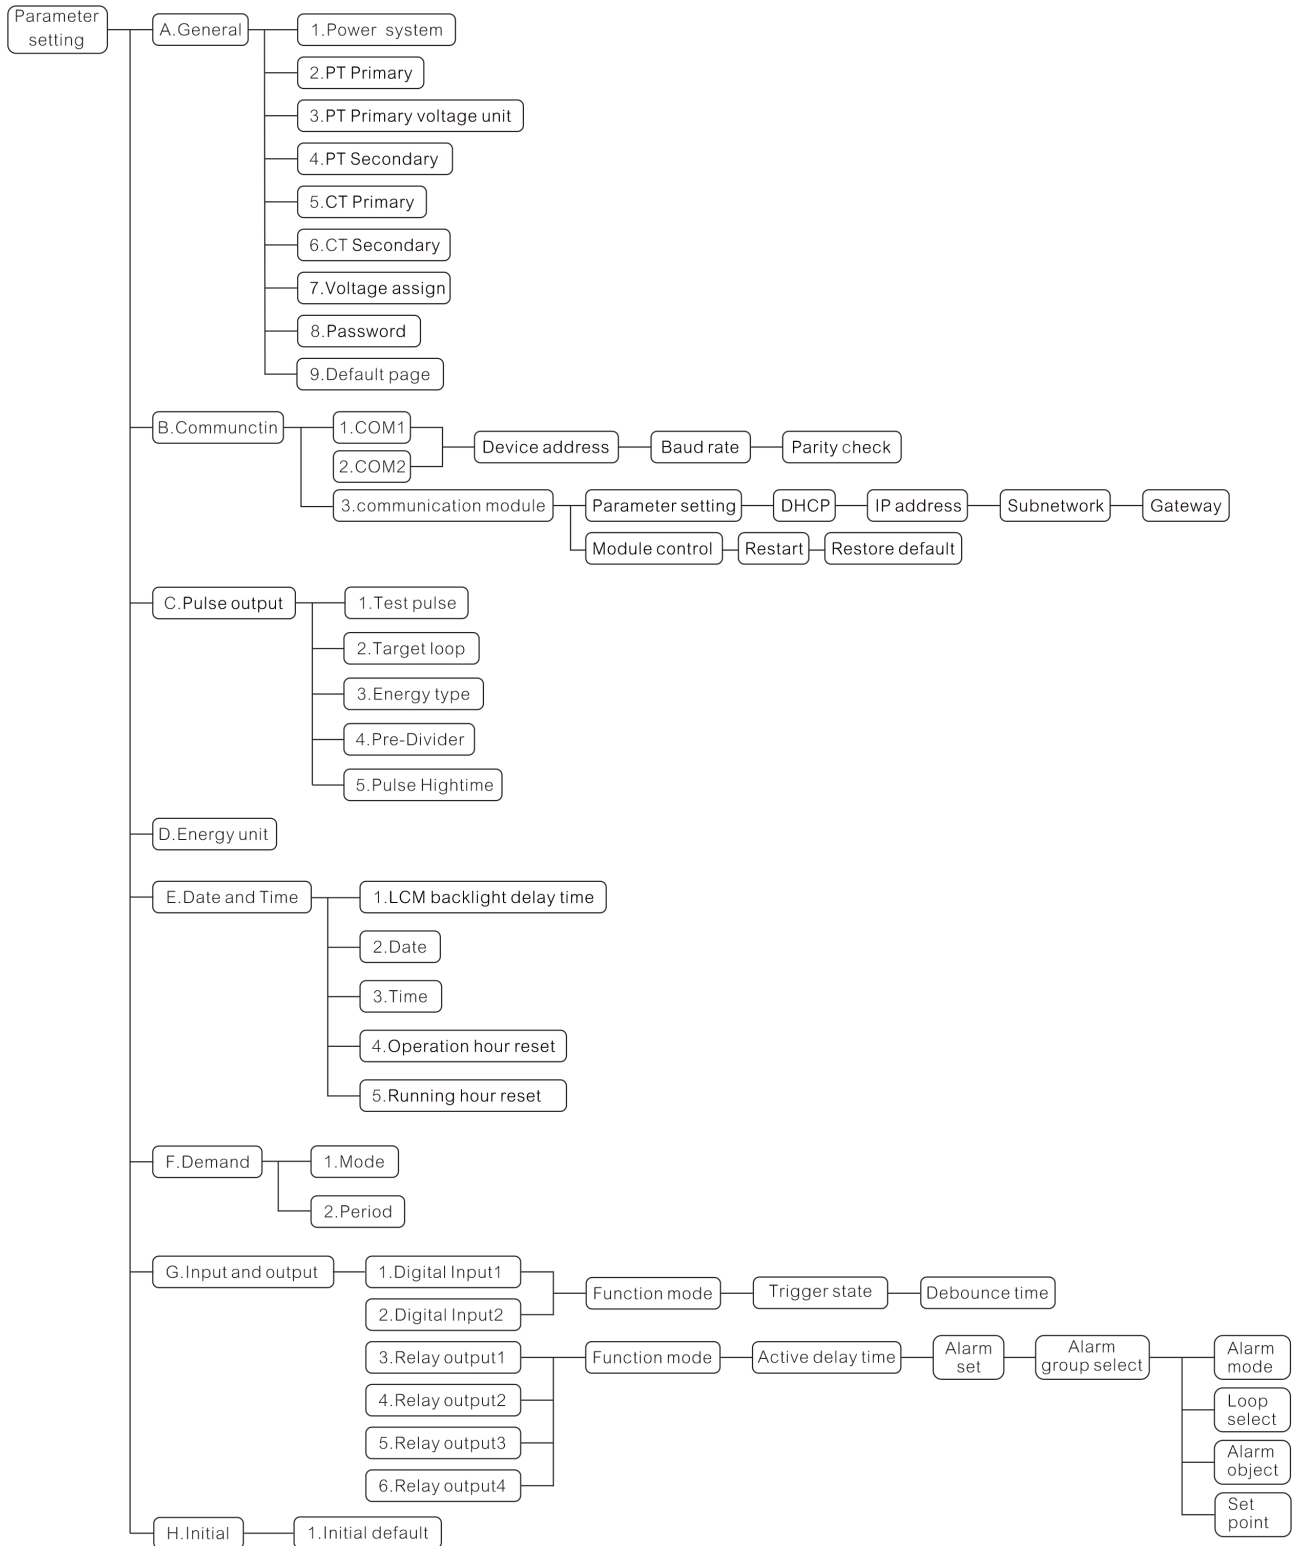 Parameter
setting
A.General
1.Power system
2.PT Primary
3.PT Primary voltage unit
4.PT Secondary
5.CT Primary
6.CT Secondary
7.Voltage assign
8.Password
9.Default page
B.Communctin
1.COM1
2.COM2
Device address
Baud rate
Parity check
3.communication module
Parameter setting
DHCP
IP address
Subnetwork
Gateway
Module control
Restart
Restore default
C.Pulse output
1.Test pulse
2.Target loop
3.Energy type
4.Pre-Divider
5.Pulse Hightime
D.Energy unit
E.Date and Time
1.LCM backlight delay time
2.Date
3.Time
4.Operation hour reset
5.Running hour reset
F.Demand
1.Mode
2.Period
G.Input and output
1.Digital Input1
2.Digital Input2
Function mode
Trigger state
Debounce time
3.Relay output1
4.Relay output2
5.Relay output3
6.Relay output4
Function mode
Active delay time
Alarm
set
Alarm
group select
Alarm
mode
Loop
select
Alarm
object
Set
point
H.Initial
1.Initial default